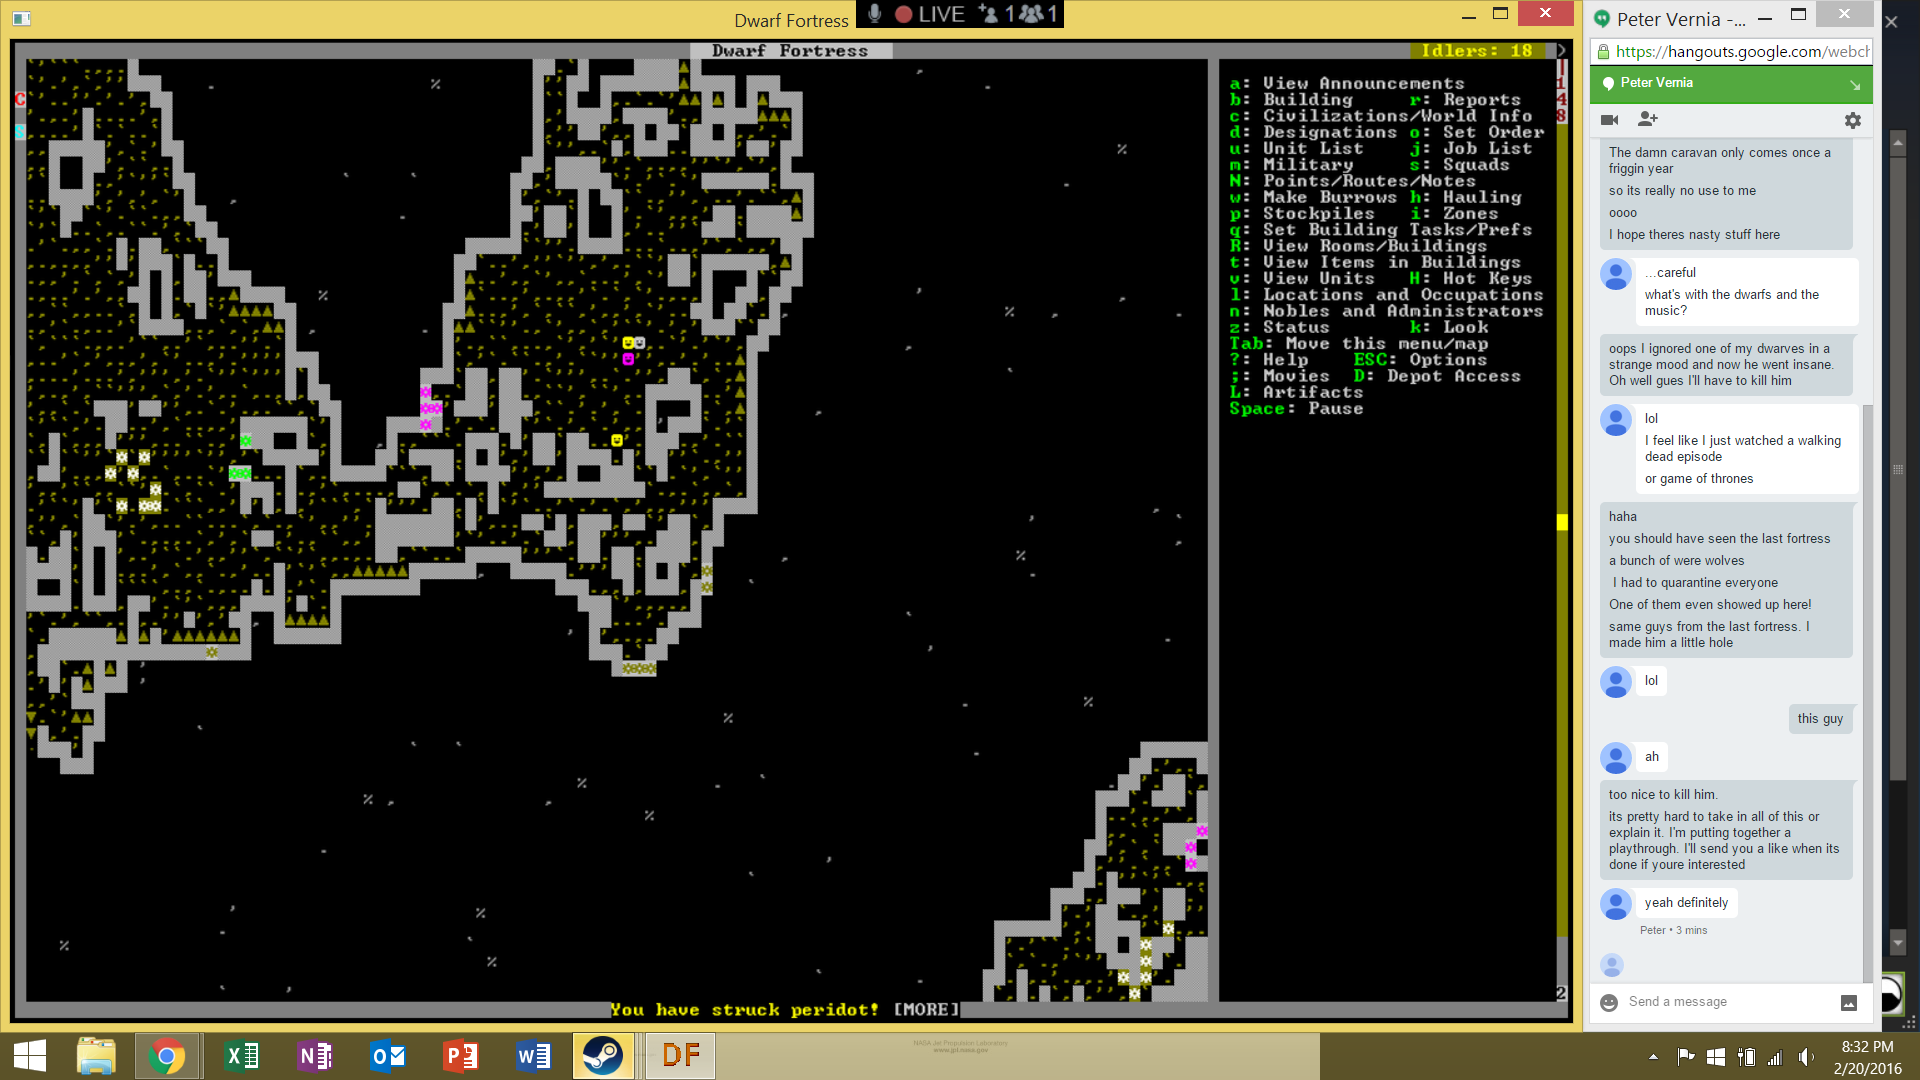 Dwarf Fortress
LIVE 1 1
Dwarf Fortress
Idlers: 18
C
S
a: View Announcements
b: Building r: Reports
c: Civilizations/World Info
d: Designations o: Set Order
u: Unit List j: Job List
m: Military s: Squads
N: Points/Routes/Notes
w: Make Burrows h: Hauling
p: Stockpiles i: Zones
q: Set Building Tasks/Prefs
R: View Rooms/Buildings
t: View Items in Buildings
v: View Units H: Hot Keys
l: Locations and Occupations
n: Nobles and Administrators
z: Status k: Look
Tab: Move this menu/map
?: Help ESC: Options
;: Movies D: Depot Access
L: Artifacts
Space: Pause
1
4
8
2
You have struck peridot! [MORE]
Peter Vernia -...
https://hangouts.google.com/webch
Peter Vernia
The damn caravan only comes once a
friggin year
so its really no use to me
oooo
I hope theres nasty stuff here
...careful
what's with the dwarfs and the
music?
oops I ignored one of my dwarves in a
strange mood and now he went insane.
Oh well gues I'll have to kill him
lol
I feel like I just watched a walking
dead episode
or game of thrones
haha
you should have seen the last fortress
a bunch of were wolves
I had to quarantine everyone
One of them even showed up here!
same guys from the last fortress. I
made him a little hole
lol
this guy
ah
too nice to kill him.
its pretty hard to take in all of this or
explain it. I'm putting together a
playthrough. I'll send you a like when its
done if youre interested
yeah definitely
Peter • 3 mins
Send a message
NASA Jet Propulsion Laboratory
www.jpl.nasa.gov
DF
8:32 PM
2/20/2016